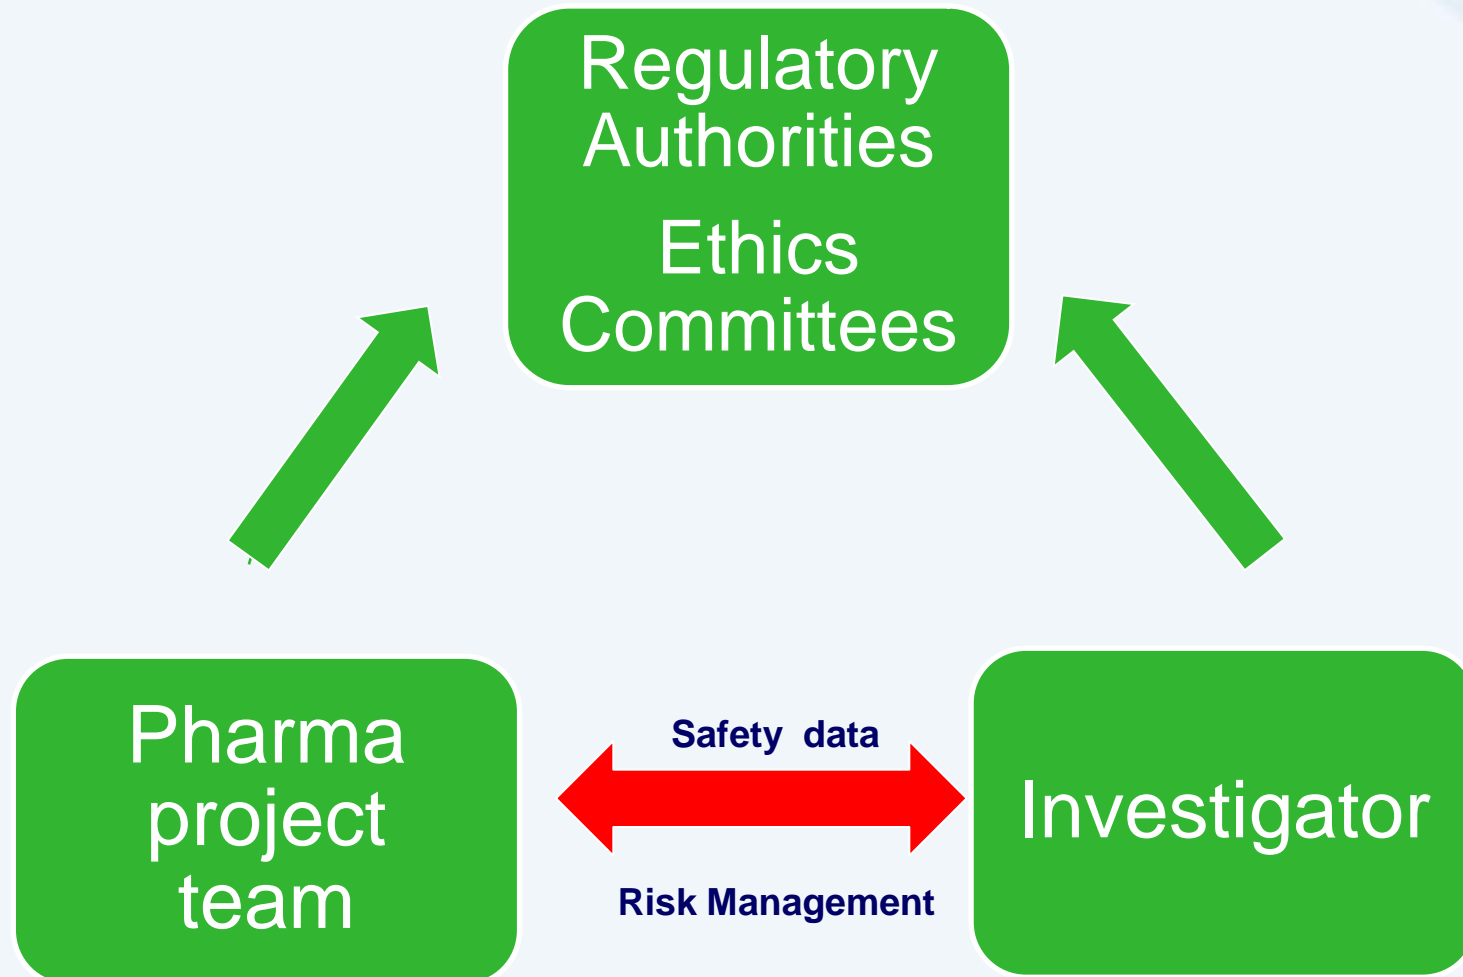 Regulatory
Authorities
Ethics
Committees
Pharma
project
team
Safety data
Risk Management
Investigator